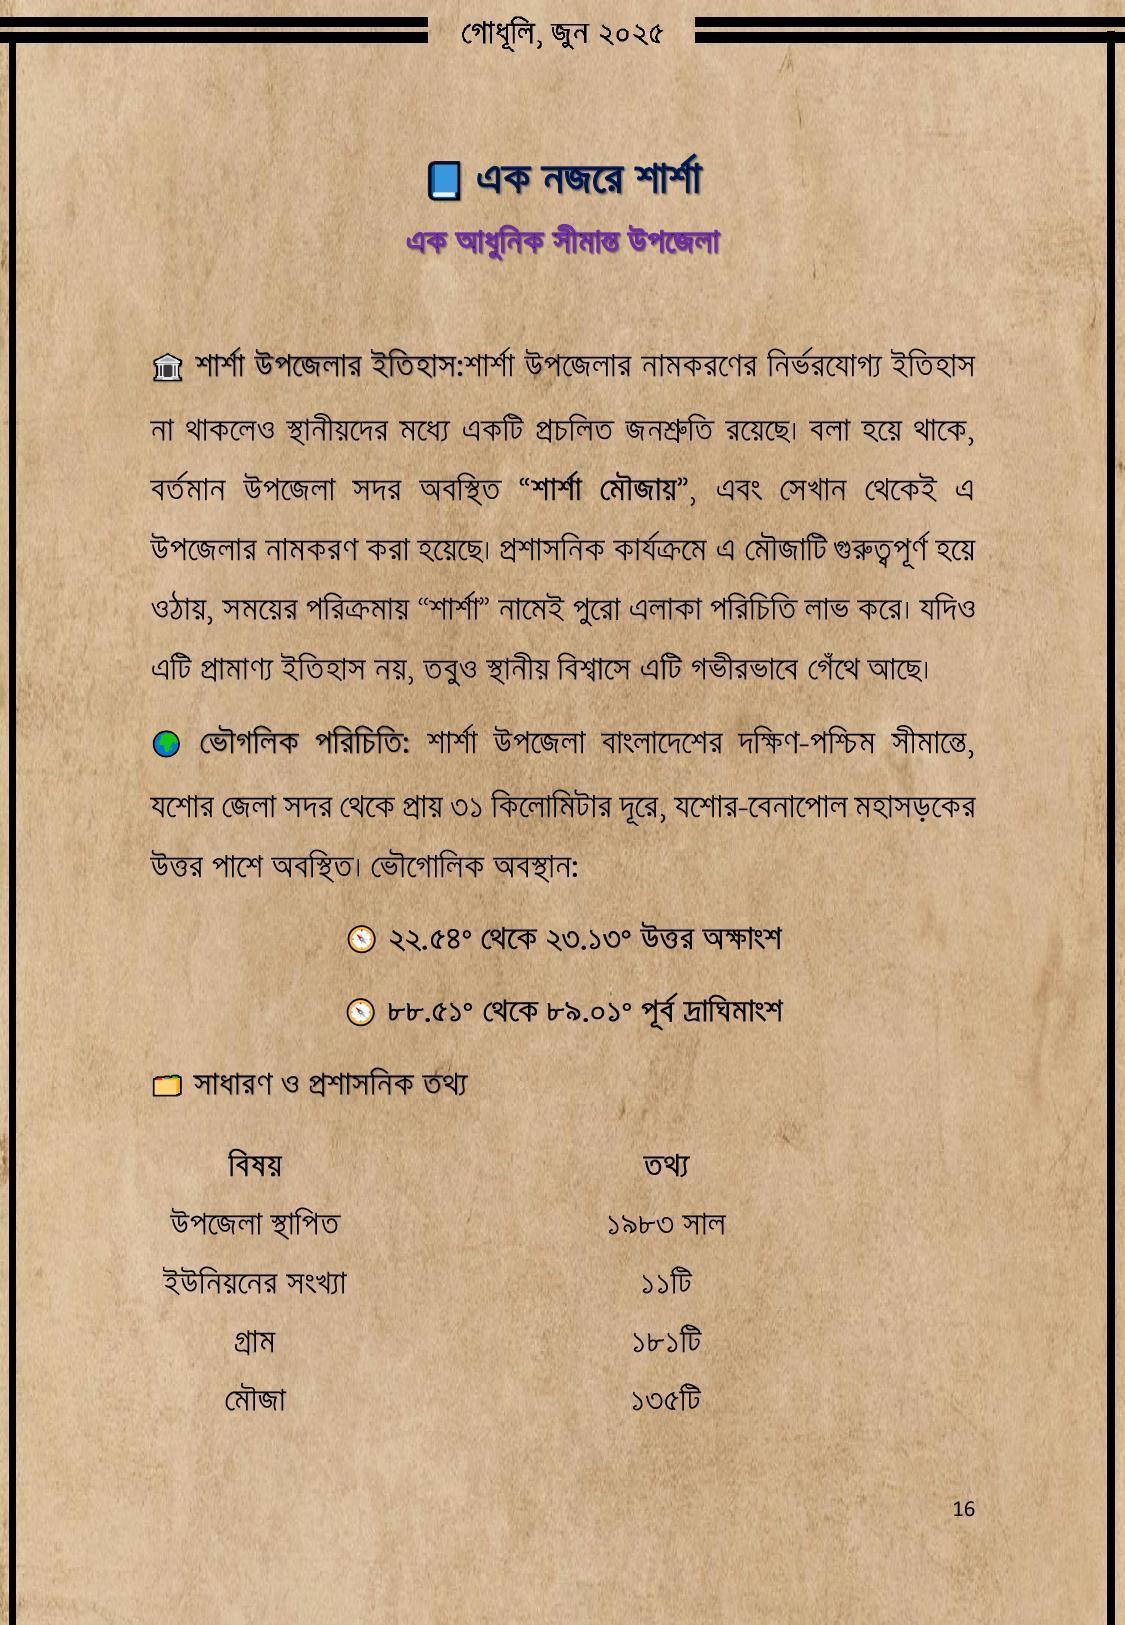 গোধূলি, জুন ২০২৫
📘 এক নজরে শার্শা
এক আধুনিক সীমান্ত উপজেলা
🏛️ শার্শা উপজেলার ইতিহাস:শার্শা উপজেলার নামকরণের নির্ভরযোগ্য ইতিহাস
না থাকলেও স্থানীয়দের মধ্যে একটি প্রচলিত জনশ্রুতি রয়েছে। বলা হয়ে থাকে,
বর্তমান উপজেলা সদর অবস্থিত “শার্শা মৌজায়”, এবং সেখান থেকেই এ
উপজেলার নামকরণ করা হয়েছে। প্রশাসনিক কার্যক্রমে এ মৌজাটি গুরুত্বপূর্ণ হয়ে
ওঠায়, সময়ের পরিক্রমায় “শার্শা” নামেই পুরো এলাকা পরিচিতি লাভ করে। যদিও
এটি প্রামাণ্য ইতিহাস নয়, তবুও স্থানীয় বিশ্বাসে এটি গভীরভাবে গেঁথে আছে।
🌍 ভৌগলিক পরিচিতি: শার্শা উপজেলা বাংলাদেশের দক্ষিণ-পশ্চিম সীমান্তে,
যশোর জেলা সদর থেকে প্রায় ৩১ কিলোমিটার দূরে, যশোর-বেনাপোল মহাসড়কের
উত্তর পাশে অবস্থিত। ভৌগোলিক অবস্থান:
🧭 ২২.৫৪° থেকে ২৩.১৩° উত্তর অক্ষাংশ
🧭 ৮৮.৫১° থেকে ৮৯.০১° পূর্ব দ্রাঘিমাংশ
🗂️ সাধারণ ও প্রশাসনিক তথ্য
বিষয় তথ্য
উপজেলা স্থাপিত ১৯৮৩ সাল
ইউনিয়নের সংখ্যা ১১টি
গ্রাম ১৮১টি
মৌজা ১৩৫টি
16